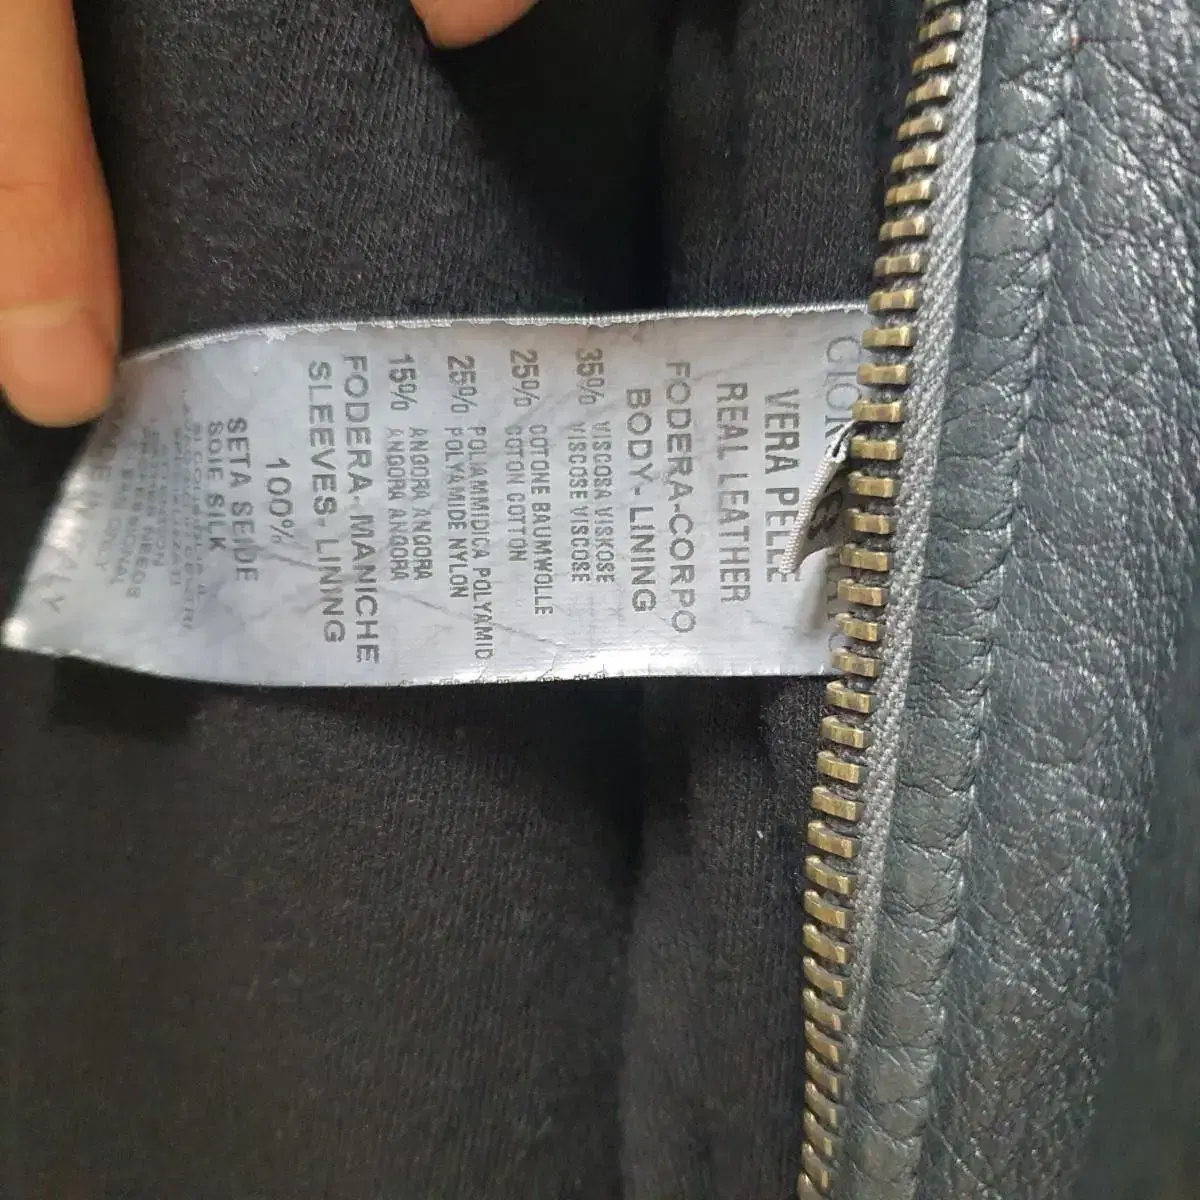 VERA PELLE
REAL LEATHER
FODERA-CORPO
BODY-LINING
35% VISCOSA VISKOSE
VISCOSE VISCOSE
25% COTONE BAUMWOLLE
COTON COTTON
25% POLIAMMIDICA POLYAMID
POLYAMIDE NYLON
15% ANGORA ANGORA
ANGORA ANGORA
FODERA-MANICHE
SLEEVES-LINING
100%
SETA SEIDE
SOIE SILK